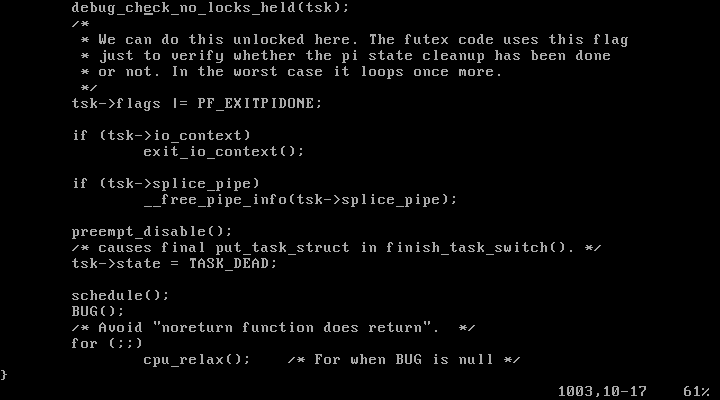 debug_check_no_locks_held(tsk);
/*
 * We can do this unlocked here. The futex code uses this flag
 * just to verify whether the pi state cleanup has been done
 * or not. In the worst case it loops once more.
 */
tsk->flags |= PF_EXITPIDONE;
if (tsk->io_context)
exit_io_context();
if (tsk->splice_pipe)
__free_pipe_info(tsk->splice_pipe);
preempt_disable();
/* causes final put_task_struct in finish_task_switch(). */
tsk->state = TASK_DEAD;
schedule();
BUG();
/* Avoid "noreturn function does return".  */
for (;;)
cpu_relax();    /* For when BUG is null */
}
1003,10-17    61%